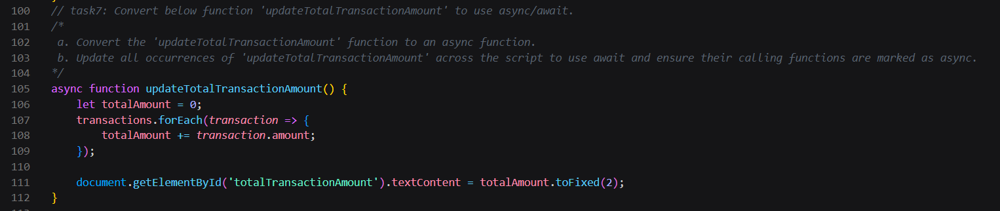 100 // task7: Convert below function 'updateTotalTransactionAmount' to use async/await.
101 /*
102  a. Convert the 'updateTotalTransactionAmount' function to an async function.
103  b. Update all occurrences of 'updateTotalTransactionAmount' across the script to use await and ensure their calling functions are marked as async.
104 */
105 async function updateTotalTransactionAmount() {
106     let totalAmount = 0;
107     transactions.forEach(transaction => {
108         totalAmount += transaction.amount;
109     });
110
111     document.getElementById('totalTransactionAmount').textContent = totalAmount.toFixed(2);
112 }